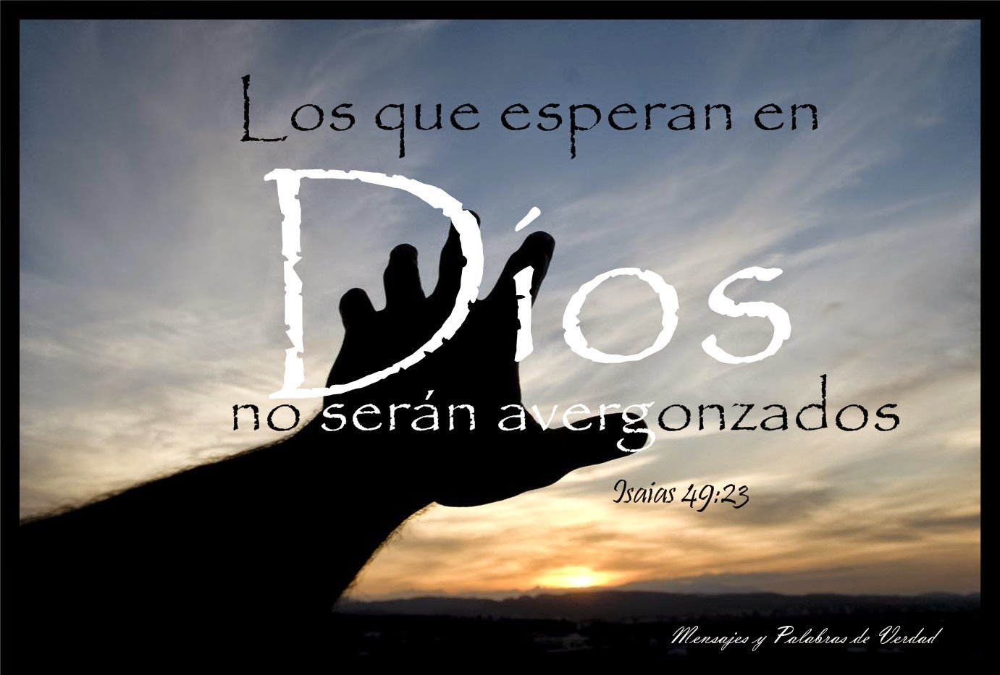 Los que esperan en
Díos
no serán avergonzados
Isaias 49:23
Mensajes y Palabras de Verdad